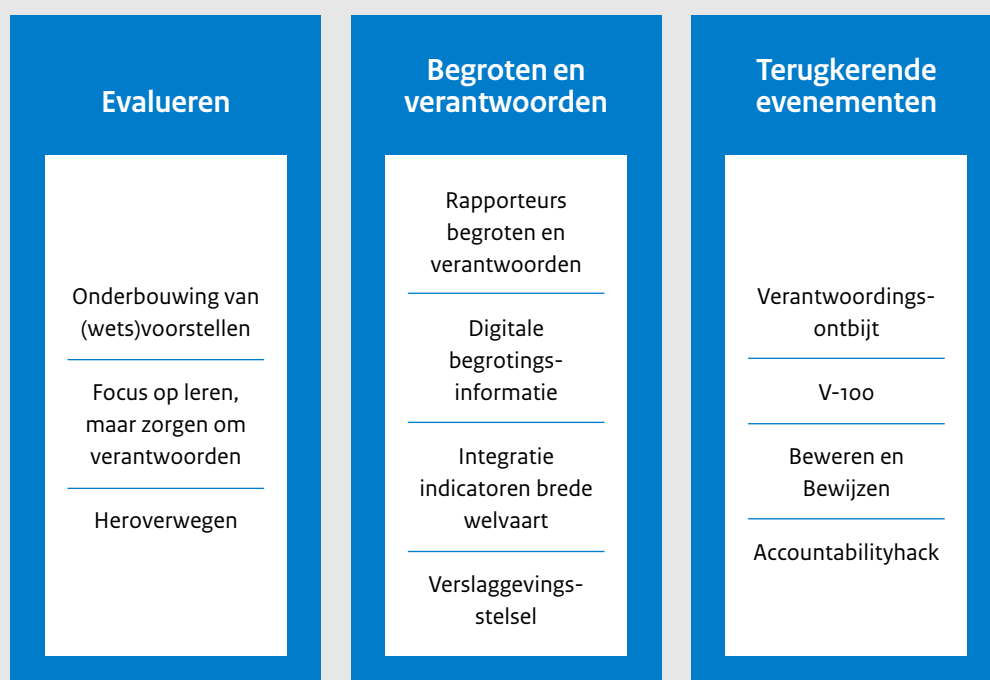 Evalueren
Onderbouwing van
(wets)voorstellen
Focus op leren,
maar zorgen om
verantwoorden
Heroverwegen
Begroten en
verantwoorden
Rapporteurs
begroten en
verantwoorden
Digitale
begrotings-
informatie
Integratie
indicatoren brede
welvaart
Verslaggevings-
stelsel
Terugkerende
evenementen
Verantwoordings-
ontbijt
V-100
Beweren en
Bewijzen
Accountabilityhack